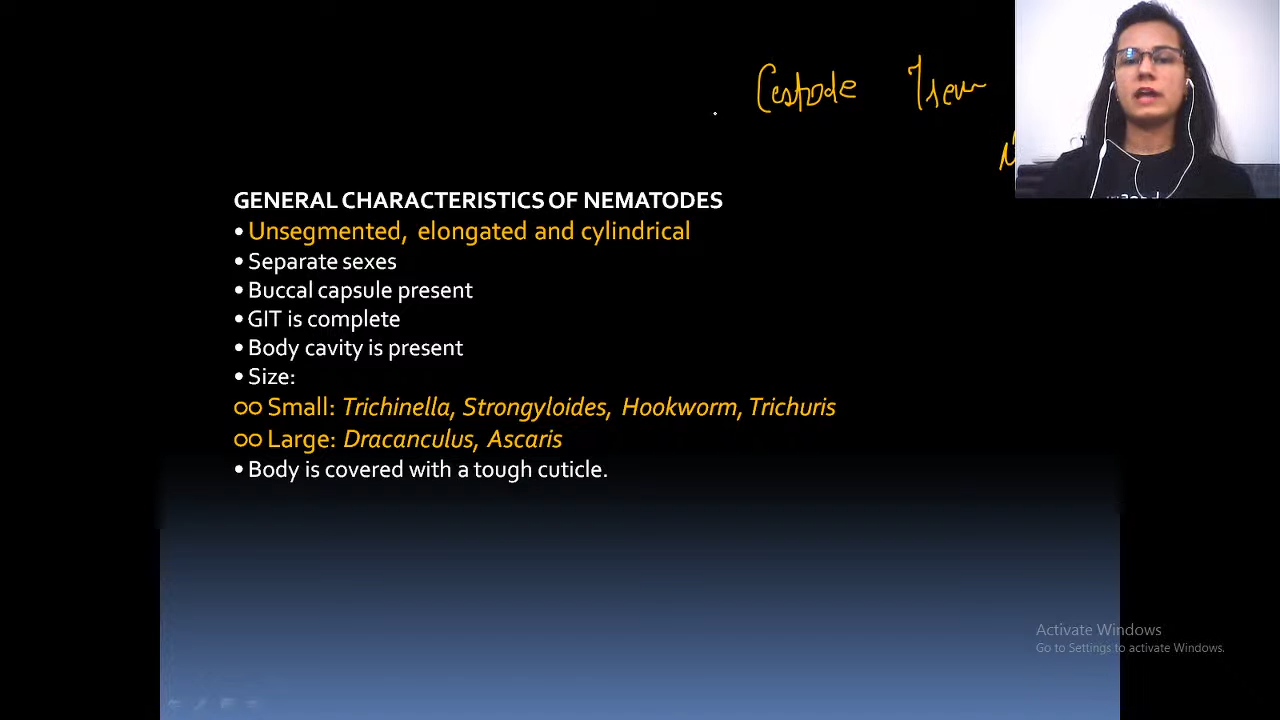 Cestode Trem
GENERAL CHARACTERISTICS OF NEMATODES
• Unsegmented, elongated and cylindrical
• Separate sexes
• Buccal capsule present
• GIT is complete
• Body cavity is present
• Size:
○○ Small: Trichinella, Strongyloides, Hookworm, Trichuris
○○ Large: Dracanculus, Ascaris
• Body is covered with a tough cuticle.
Activate Windows
Go to Settings to activate Windows.